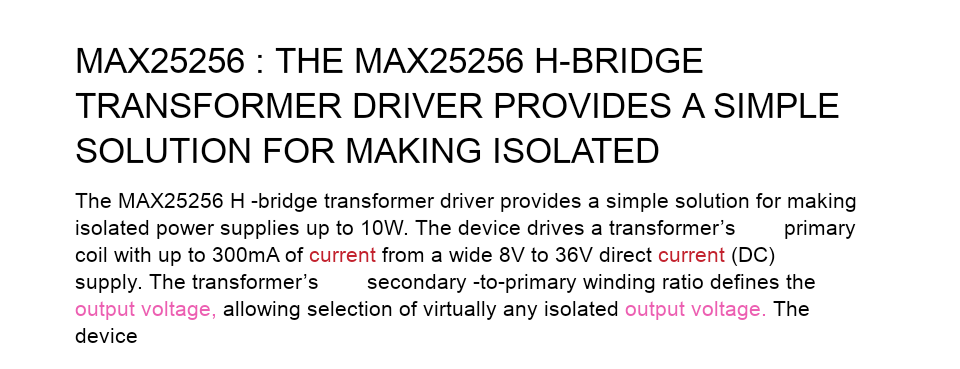 MAX25256 : THE MAX25256 H-BRIDGE
TRANSFORMER DRIVER PROVIDES A SIMPLE
SOLUTION FOR MAKING ISOLATED
The MAX25256 H -bridge transformer driver provides a simple solution for making
isolated power supplies up to 10W. The device drives a transformer’s primary
coil with up to 300mA of current from a wide 8V to 36V direct current (DC)
supply. The transformer’s secondary -to-primary winding ratio defines the
output voltage, allowing selection of virtually any isolated output voltage. The
device